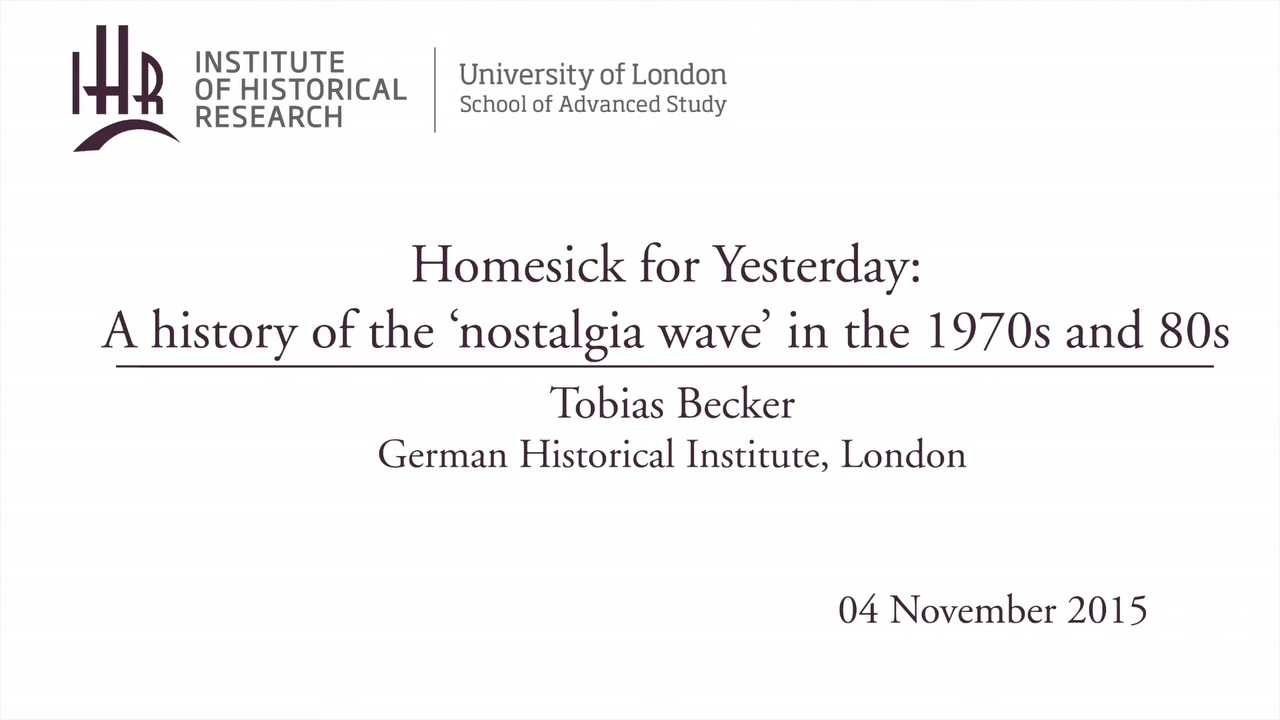 IHR
INSTITUTE
OF HISTORICAL
RESEARCH
University of London
School of Advanced Study
Homesick for Yesterday:
A history of the ‘nostalgia wave’ in the 1970s and 80s
Tobias Becker
German Historical Institute, London
04 November 2015